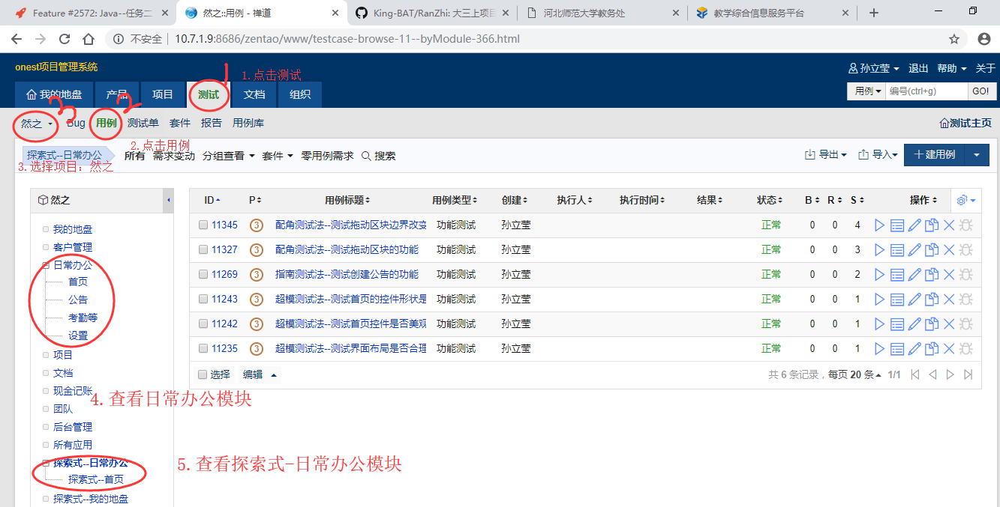 Feature #2572: Java--任务二
然之::用例 - 禅道
King-BAT/RanZhi: 大三上项目
河北师范大学教务处
教学综合信息服务平台
不安全
10.7.1.9:8686/zentao/www/testcase-browse-11--byModule-366.html
onest项目管理系统
孙立莹 退出 帮助 关于
我的地盘 产品 项目 测试 文档 组织
1.点击测试
用例 编号(ctrl+g) GO!
然之 Bug 用例 测试单 套件 报告 用例库
测试主页
1
2
3
2.点击用例
探索式--日常办公 所有 需求变动 分组查看 套件 零用例需求 搜索
导出 导入 建用例
3.选择项目：然之
然之
我的地盘
客户管理
日常办公
首页
公告
考勤等
设置
项目
文档
现金记账
团队
后台管理
所有应用
探索式--日常办公
探索式--首页
探索式--我的地盘
ID P 用例标题 用例类型 创建 执行人 执行时间 结果 状态 B R S 操作
11345 3 配角测试法--测试拖动区块边界改变 功能测试 孙立莹 正常 0 0 4
11327 3 配角测试法--测试拖动区块的功能 功能测试 孙立莹 正常 0 0 3
11269 3 指南测试法--测试创建公告的功能 功能测试 孙立莹 正常 0 0 2
11243 3 超模测试法--测试首页的控件形状是 功能测试 孙立莹 正常 0 0 1
11242 3 超模测试法--测试首页控件是否美观 功能测试 孙立莹 正常 0 0 1
11235 3 超模测试法--测试界面布局是否合理 功能测试 孙立莹 正常 0 0 1
选择 编辑
共 6 条记录，每页 20 条 1/1
4.查看日常办公模块
5.查看探索式-日常办公模块